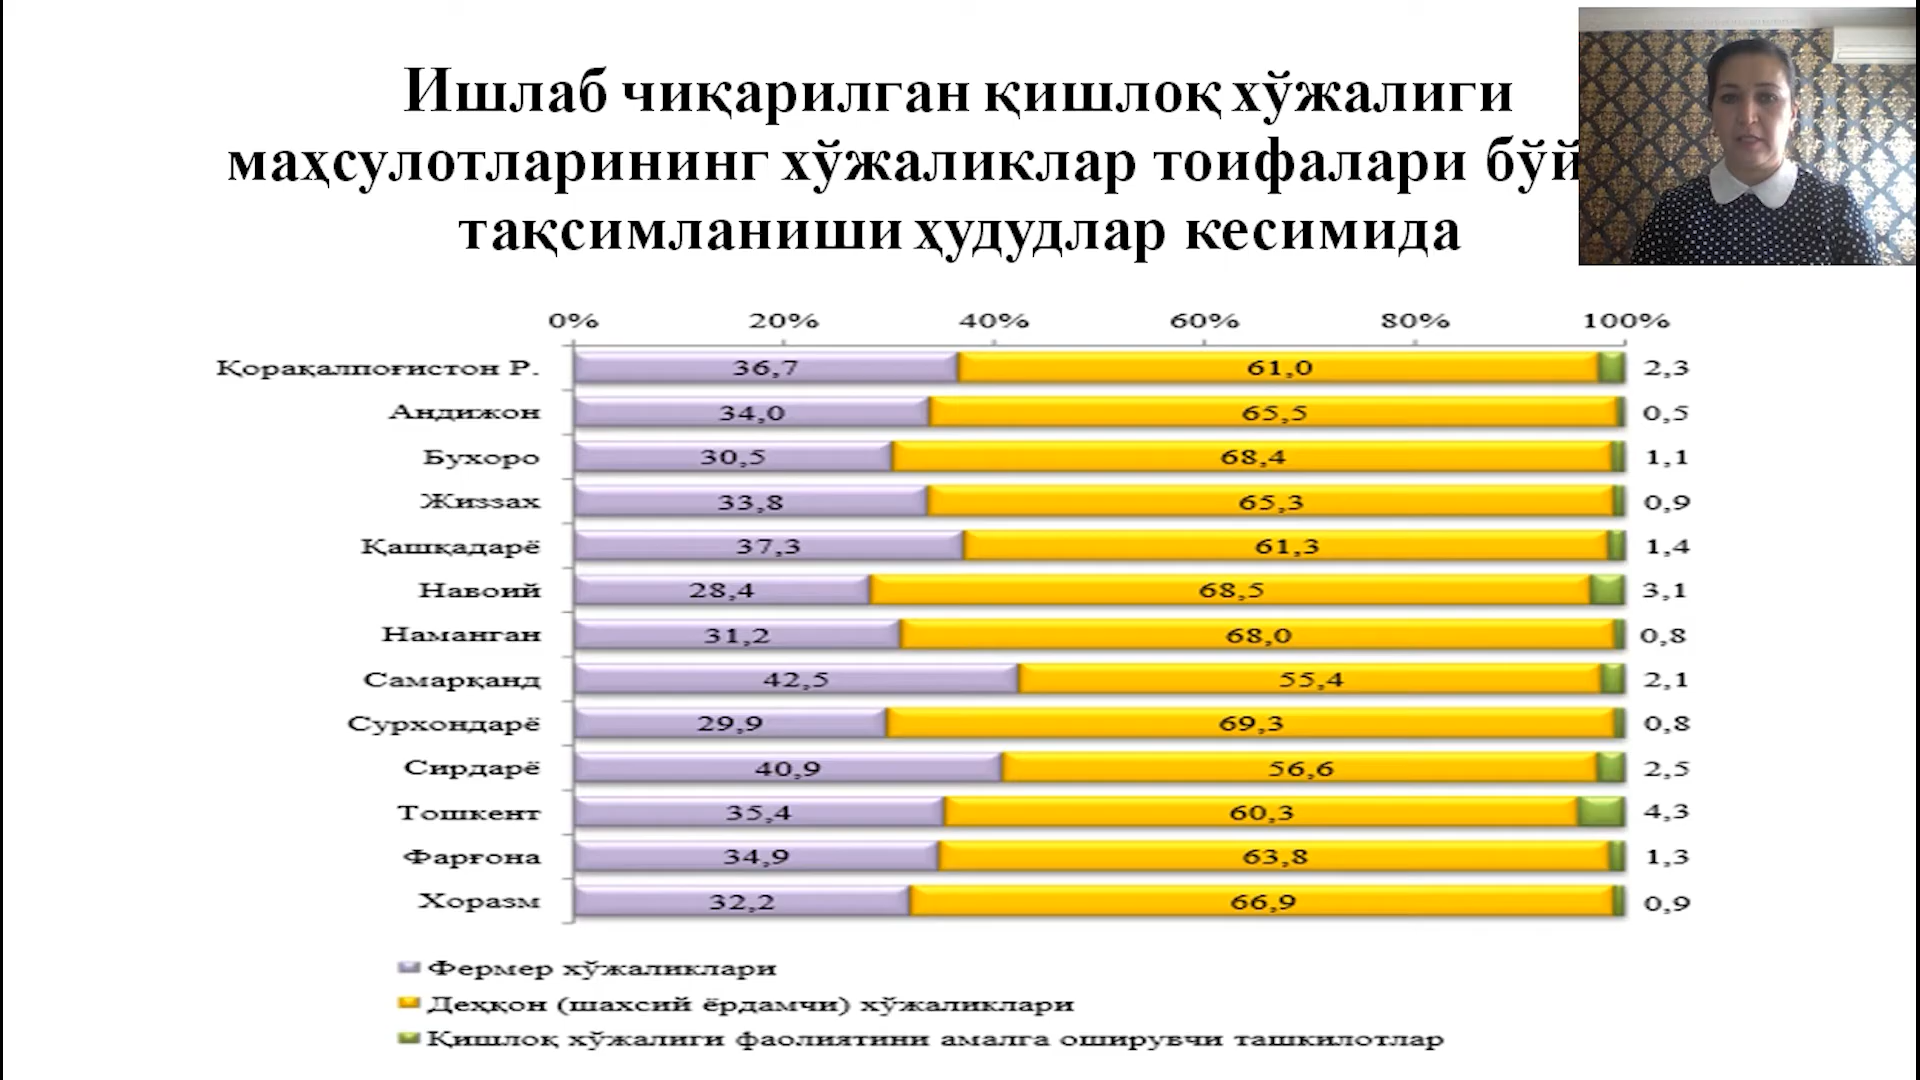 Ишлаб чиқарилган қишлоқ хўжалиги
маҳсулотларининг хўжаликлар тоифалари бўй
тақсимланиши ҳудудлар кесимида
0% 20% 40% 60% 80% 100%
Қорақалпоғистон Р. 36,7 61,0 2,3
Андижон 34,0 65,5 0,5
Бухоро 30,5 68,4 1,1
Жиззах 33,8 65,3 0,9
Қашқадарё 37,3 61,3 1,4
Навоий 28,4 68,5 3,1
Наманган 31,2 68,0 0,8
Самарқанд 42,5 55,4 2,1
Сурхондарё 29,9 69,3 0,8
Сирдарё 40,9 56,6 2,5
Тошкент 35,4 60,3 4,3
Фарғона 34,9 63,8 1,3
Хоразм 32,2 66,9 0,9
Фермер хўжаликлари
Деҳқон (шахсий ёрдамчи) хўжаликлари
Қишлоқ хўжалиги фаолиятини амалга оширувчи ташкилотлар